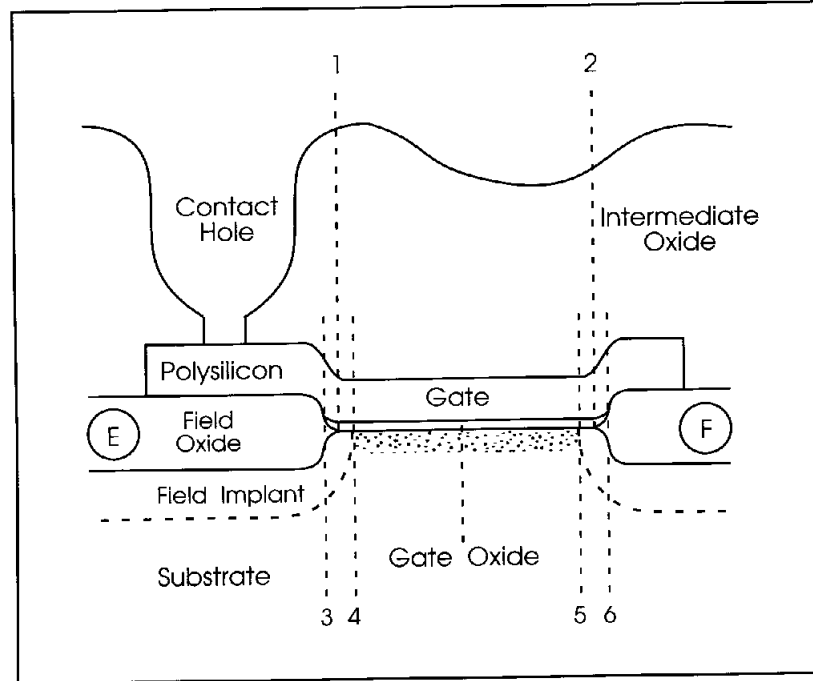 1 2
Contact
Hole
Intermediate
Oxide
Polysilicon
Gate
E
Field
Oxide
F
Field Implant
Gate Oxide
Substrate
3 4 5 6